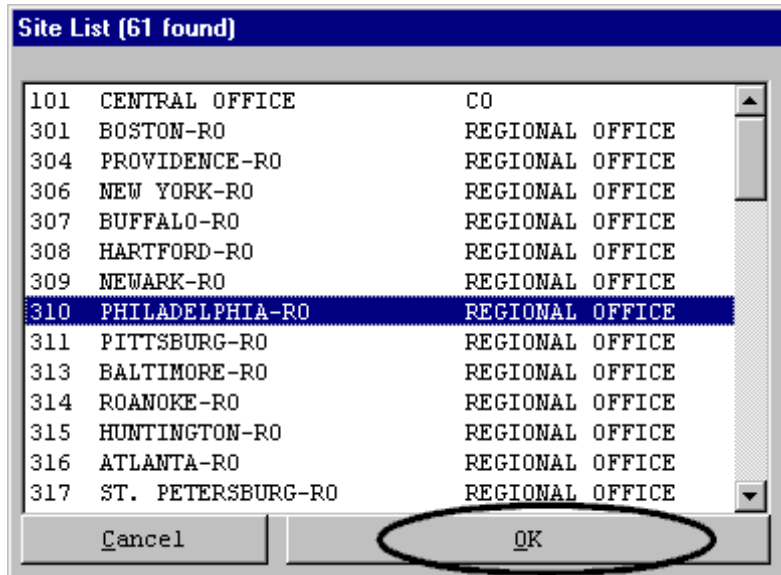 Site List (61 found)
101 CENTRAL OFFICE CO
301 BOSTON-RO REGIONAL OFFICE
304 PROVIDENCE-RO REGIONAL OFFICE
306 NEW YORK-RO REGIONAL OFFICE
307 BUFFALO-RO REGIONAL OFFICE
308 HARTFORD-RO REGIONAL OFFICE
309 NEWARK-RO REGIONAL OFFICE
310 PHILADELPHIA-RO REGIONAL OFFICE
311 PITTSBURG-RO REGIONAL OFFICE
313 BALTIMORE-RO REGIONAL OFFICE
314 ROANOKE-RO REGIONAL OFFICE
315 HUNTINGTON-RO REGIONAL OFFICE
316 ATLANTA-RO REGIONAL OFFICE
317 ST. PETERSBURG-RO REGIONAL OFFICE
Cancel OK